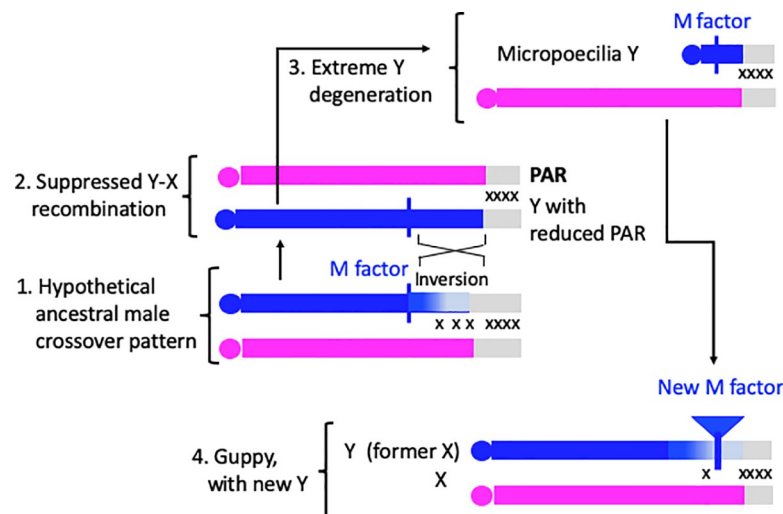 M factor
3. Extreme Y
degeneration
Micropoecilia Y
xxxx
2. Suppressed Y-X
recombination
PAR
xxxx
Y with
reduced PAR
M factor
Inversion
1. Hypothetical
ancestral male
crossover pattern
x x x xxxx
New M factor
4. Guppy,
with new Y
Y (former X)
X
x xxxx